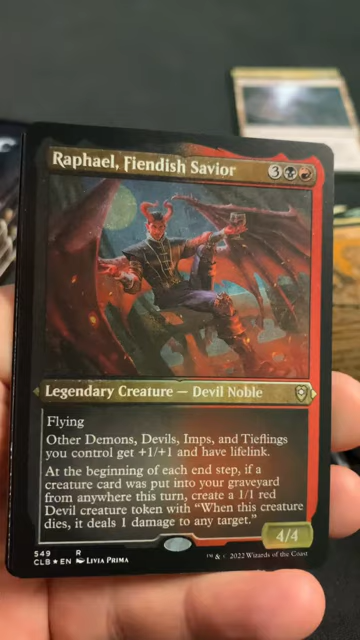 Raphael, Fiendish Savior 3
Legendary Creature — Devil Noble
Flying
Other Demons, Devils, Imps, and Tieflings
you control get +1/+1 and have lifelink.
At the beginning of each end step, if a
creature card was put into your graveyard
from anywhere this turn, create a 1/1 red
Devil creature token with “When this creature
dies, it deals 1 damage to any target.”
4/4
549 R
CLB★EN LIVIA PRIMA
™ & © 2022 Wizards of the Coast